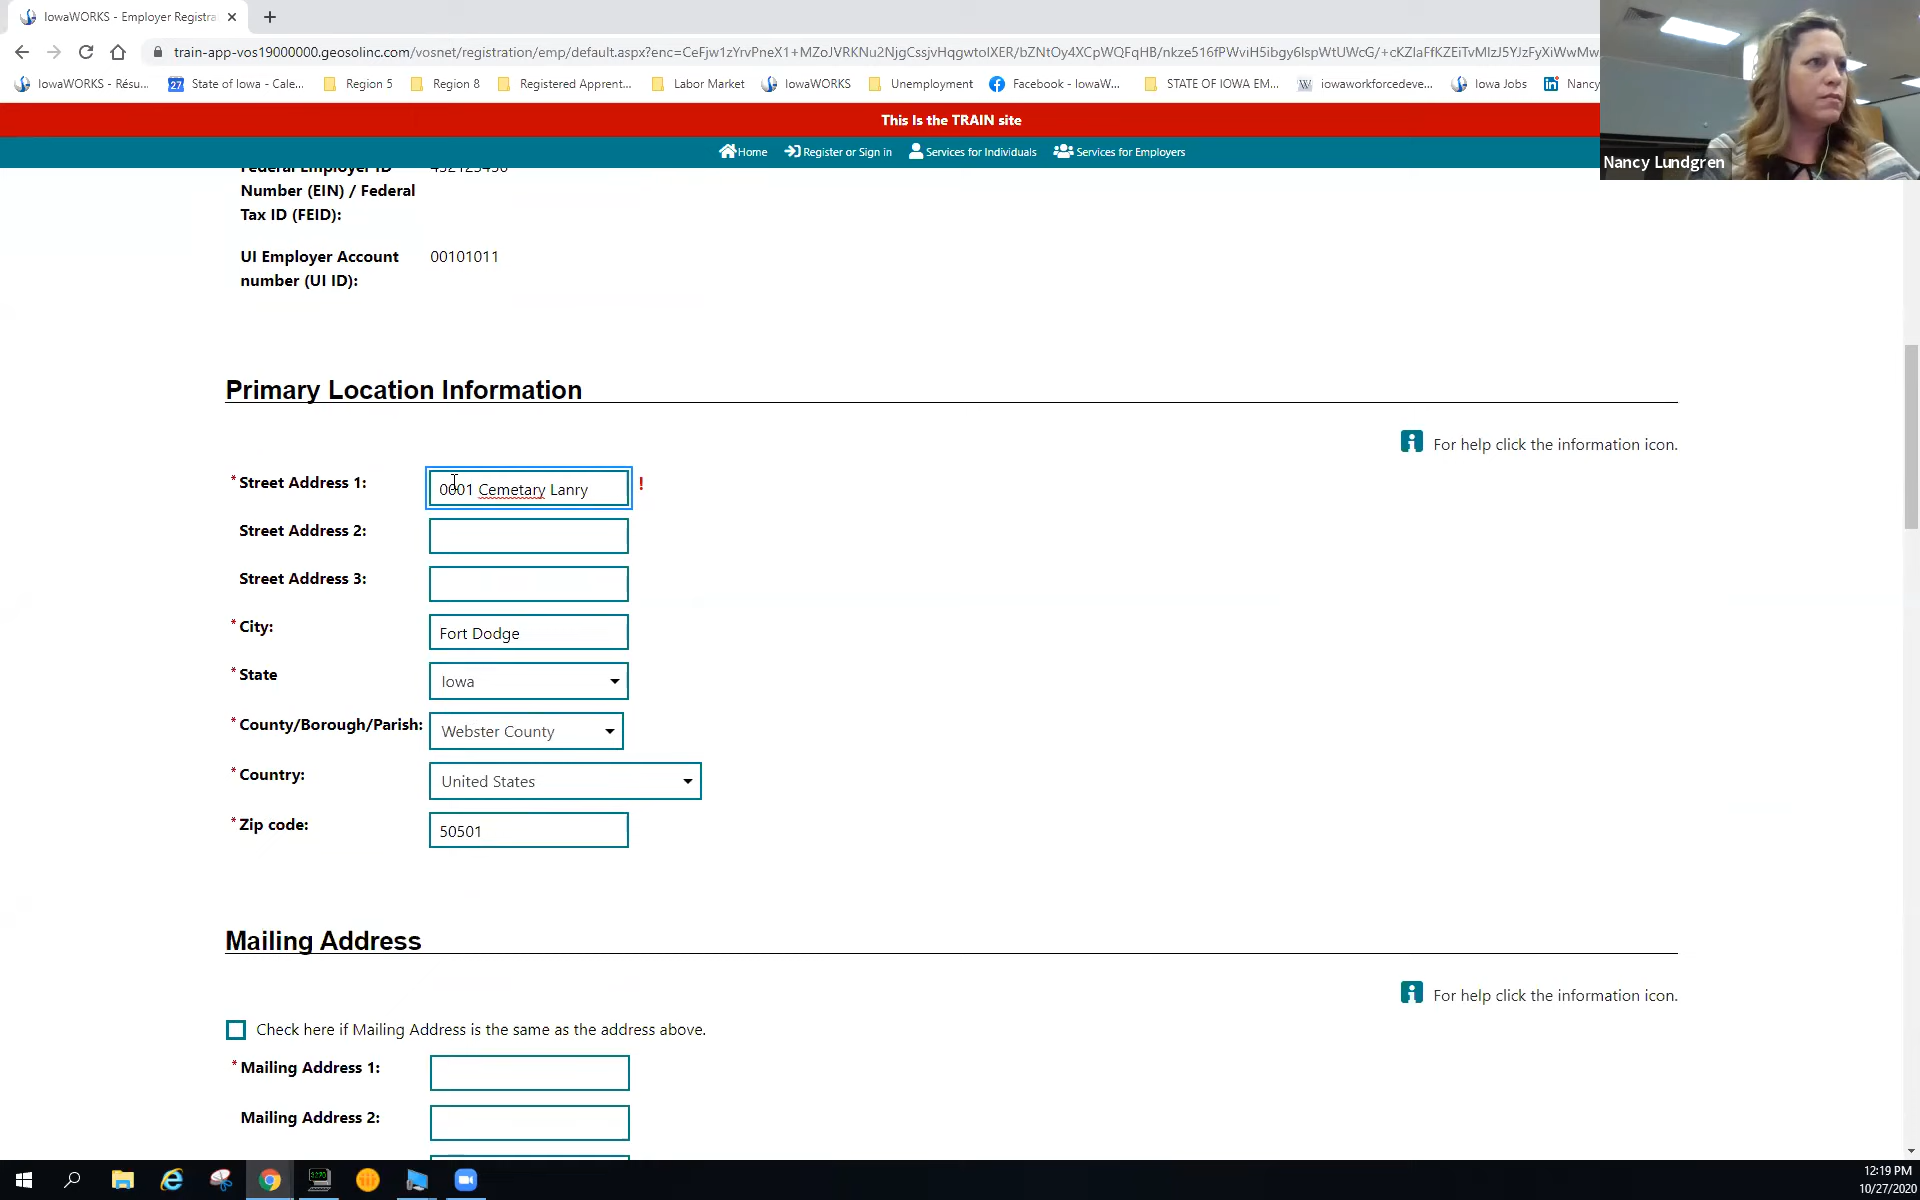 IowaWORKS - Employer Registra
train-app-vos19000000.geosolinc.com/vosnet/registration/emp/default.aspx?enc=CeFjw1zYrvPneX1+MZoJVRKNu2NjgCssjvHqgwtolXER/bZNtOy4XCpWQFqHB/nkze516fPWviH5ibgy6lspWtUWcG/+cKZlaFfKZEiTvMIzJ5YJzFyXiWwMw
IowaWORKS - Résu...
27
State of Iowa - Cale...
Region 5
Region 8
Registered Apprent...
Labor Market
IowaWORKS
Unemployment
Facebook - IowaW...
STATE OF IOWA EM...
iowaworkforcedeve...
Iowa Jobs
Nancy
This Is the TRAIN site
Home
Register or Sign in
Services for Individuals
Services for Employers
Nancy Lundgren
Federal Employer ID
Number (EIN) / Federal
Tax ID (FEID):
UI Employer Account 00101011
number (UI ID):
Primary Location Information
For help click the information icon.
* Street Address 1: 0001 Cemetary Lanry !
Street Address 2:
Street Address 3:
* City: Fort Dodge
* State Iowa
* County/Borough/Parish: Webster County
* Country: United States
* Zip code: 50501
Mailing Address
For help click the information icon.
Check here if Mailing Address is the same as the address above.
* Mailing Address 1:
Mailing Address 2:
12:19 PM
10/27/2020